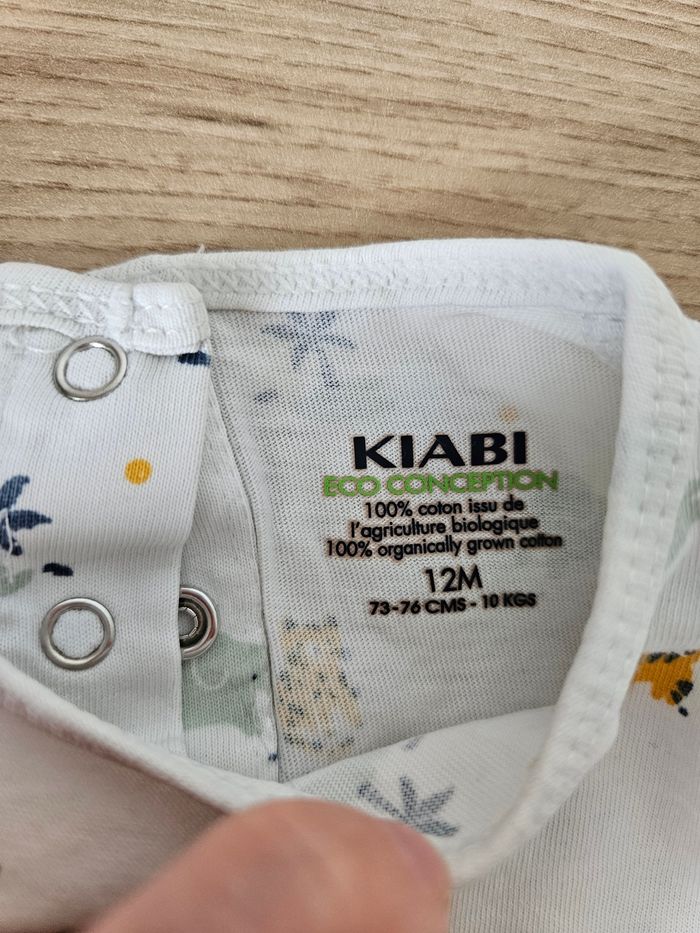 KIABI
ECO CONCEPTION
100% coton issu de
l'agriculture biologique
100% organically grown cotton
12M
73-76 CMS - 10 KGS